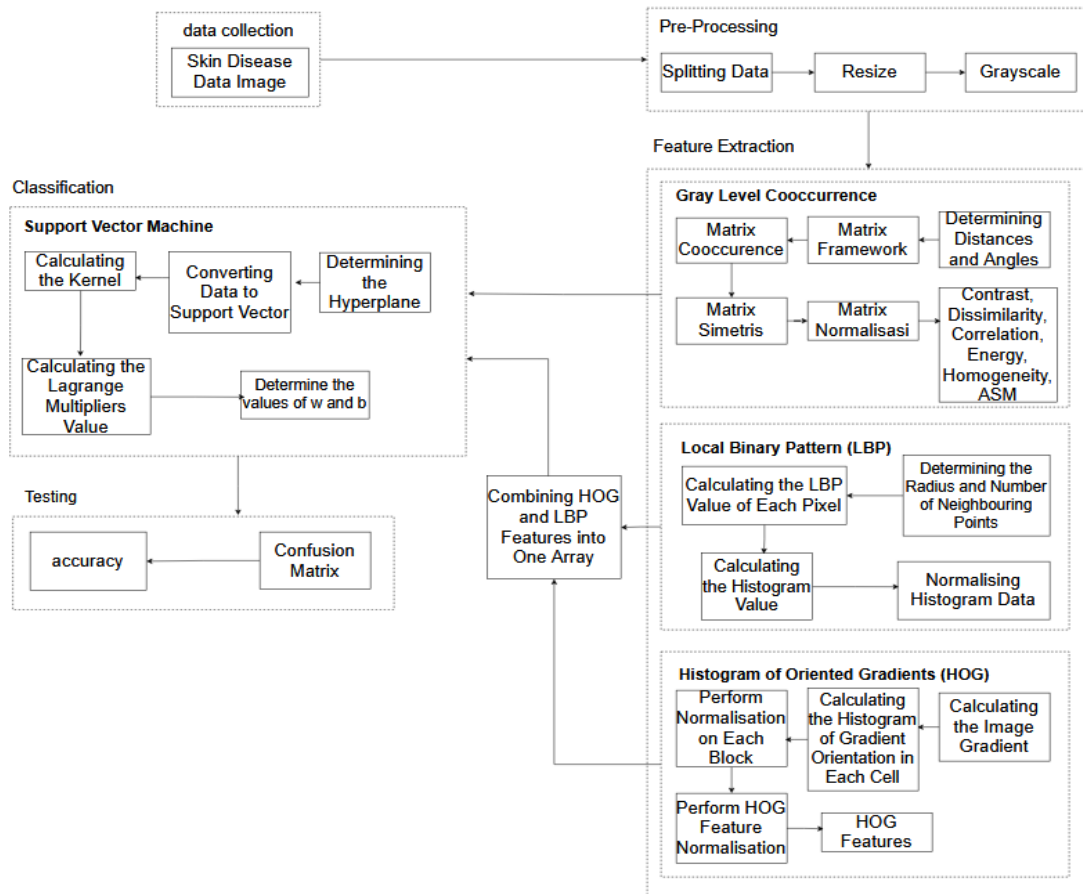 data collection
Skin Disease
Data Image
Pre-Processing
Splitting Data
Resize
Grayscale
Feature Extraction
Gray Level Cooccurrence
Determining
Distances
and Angles
Matrix
Framework
Matrix
Cooccurence
Matrix
Simetris
Matrix
Normalisasi
Contrast,
Dissimilarity,
Correlation,
Energy,
Homogeneity,
ASM
Local Binary Pattern (LBP)
Determining the
Radius and Number
of Neighbouring
Points
Calculating the LBP
Value of Each Pixel
Calculating
the Histogram
Value
Normalising
Histogram Data
Histogram of Oriented Gradients (HOG)
Calculating
the Image
Gradient
Calculating
the Histogram
of Gradient
Orientation in
Each Cell
Perform
Normalisation
on Each
Block
Perform HOG
Feature
Normalisation
HOG
Features
Combining HOG
and LBP
Features into
One Array
Classification
Support Vector Machine
Determining
the
Hyperplane
Converting
Data to
Support Vector
Calculating
the Kernel
Calculating the
Lagrange
Multipliers
Value
Determine the
values of w and b
Testing
Confusion
Matrix
accuracy